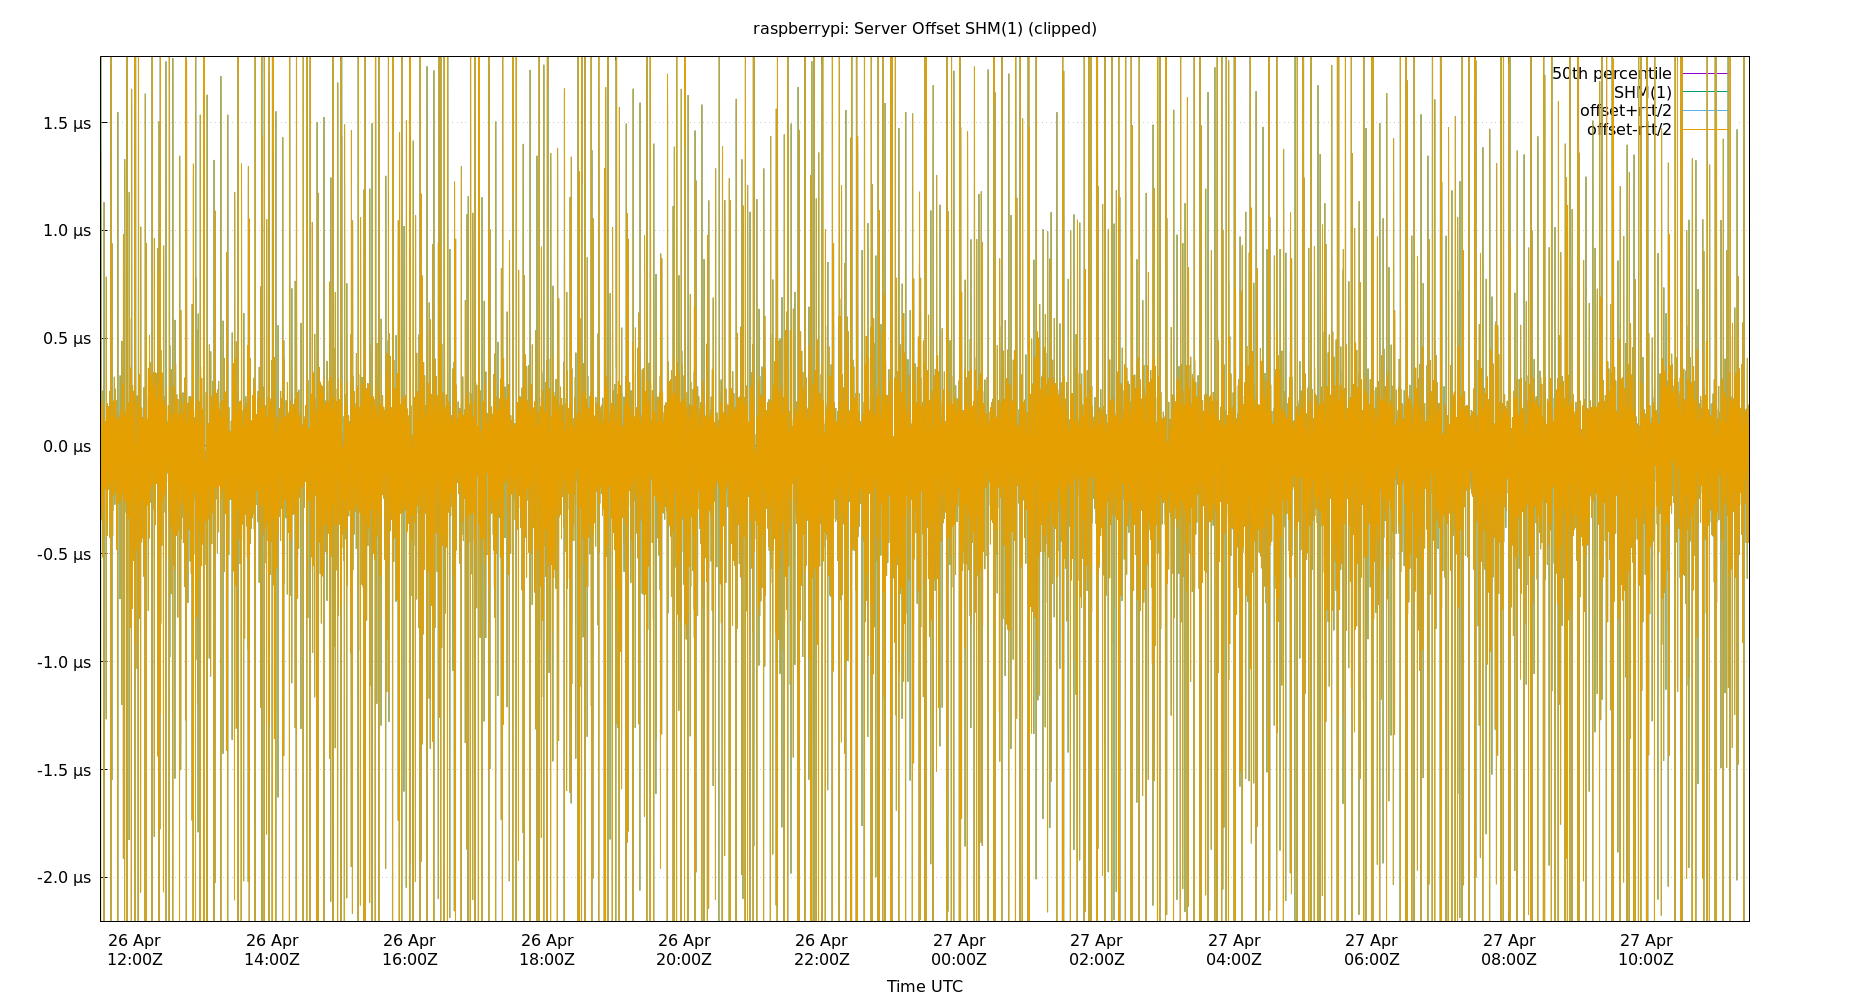 raspberrypi: Server Offset SHM(1) (clipped)
50th percentile
SHM(1)
offset+rtt/2
offset-rtt/2
1.5 µs
1.0 µs
0.5 µs
0.0 µs
-0.5 µs
-1.0 µs
-1.5 µs
-2.0 µs
26 Apr 26 Apr 26 Apr 26 Apr 26 Apr 26 Apr 27 Apr 27 Apr 27 Apr 27 Apr 27 Apr 27 Apr
12:00Z 14:00Z 16:00Z 18:00Z 20:00Z 22:00Z 00:00Z 02:00Z 04:00Z 06:00Z 08:00Z 10:00Z
Time UTC